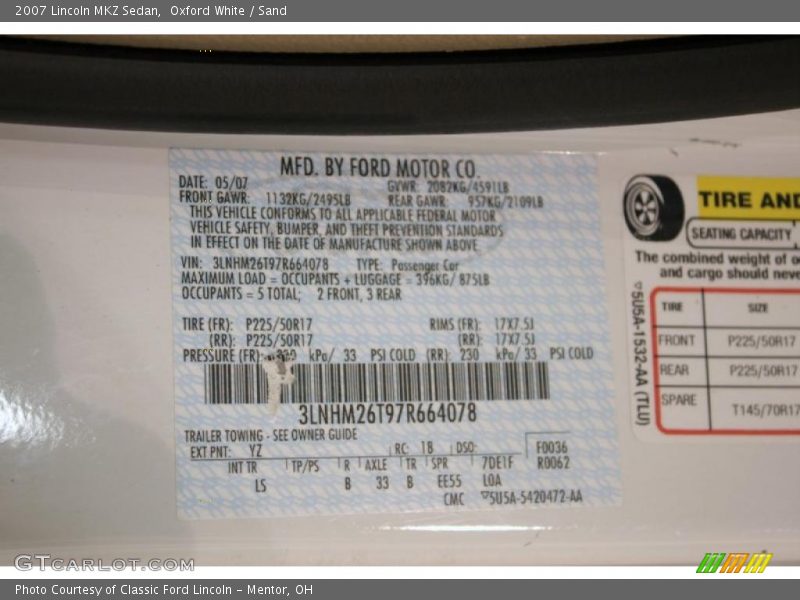 2007 Lincoln MKZ Sedan, Oxford White / Sand
MFD. BY FORD MOTOR CO.
DATE: 05/07 GVWR: 2082KG/4591LB
FRONT GAWR: 1132KG/2495LB REAR GAWR: 957KG/2109LB
THIS VEHICLE CONFORMS TO ALL APPLICABLE FEDERAL MOTOR
VEHICLE SAFETY, BUMPER, AND THEFT PREVENTION STANDARDS
IN EFFECT ON THE DATE OF MANUFACTURE SHOWN ABOVE
VIN: 3LNHM26T97R664078 TYPE: Passenger Car
MAXIMUM LOAD = OCCUPANTS + LUGGAGE = 396KG/ 875LB
OCCUPANTS = 5 TOTAL; 2 FRONT, 3 REAR
TIRE (FR): P225/50R17 RIMS (FR): 17X7.5J
(RR): P225/50R17 (RR): 17X7.5J
PRESSURE (FR): kPa/ 33 PSI COLD (RR): 230 kPa/ 33 PSI COLD
3LNHM26T97R664078
TRAILER TOWING - SEE OWNER GUIDE
EXT PNT: YZ RC: 18 DSO: F0036
INT TR TP/PS R AXLE TR SPR 7DE1F R0062
LS B 33 B EE55 LOA
CMC 5U5A-5420472-AA
TIRE AND
SEATING CAPACITY
The combined weight of
and cargo should neve
5U5A-1532-AA (TLU)
TIRE SIZE
FRONT P225/50R17
REAR P225/50R17
SPARE T145/70R17
GTCARLOT.COM
Photo Courtesy of Classic Ford Lincoln - Mentor, OH